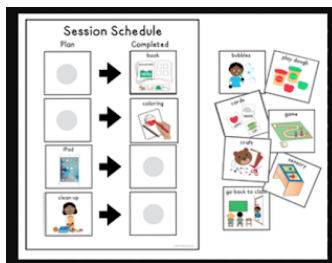 Session Schedule
Plan
Completed
book
coloring
iPad
clean up
bubbles
play dough
cards
game
craft
sensory
go back to class